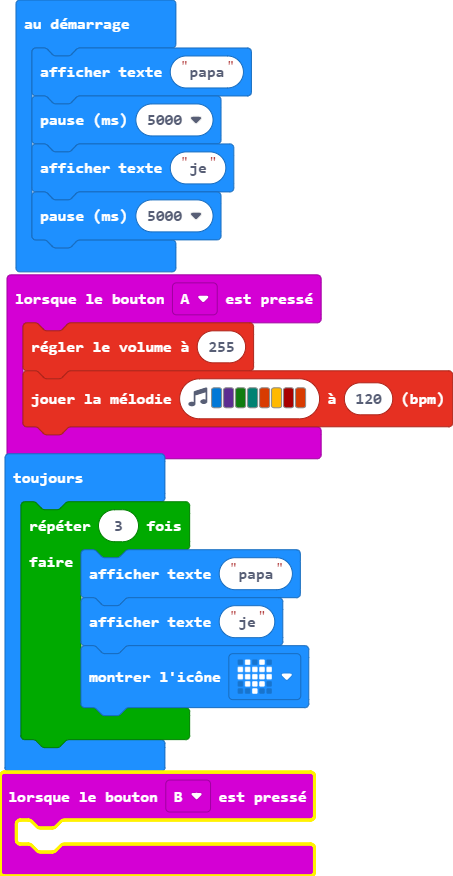 au démarrage
afficher texte "papa"
pause (ms) 5000
afficher texte "je"
pause (ms) 5000
lorsque le bouton A est pressé
régler le volume à 255
jouer la mélodie à 120 (bpm)
toujours
répéter 3 fois
faire
afficher texte "papa"
afficher texte "je"
montrer l'icône
lorsque le bouton B est pressé